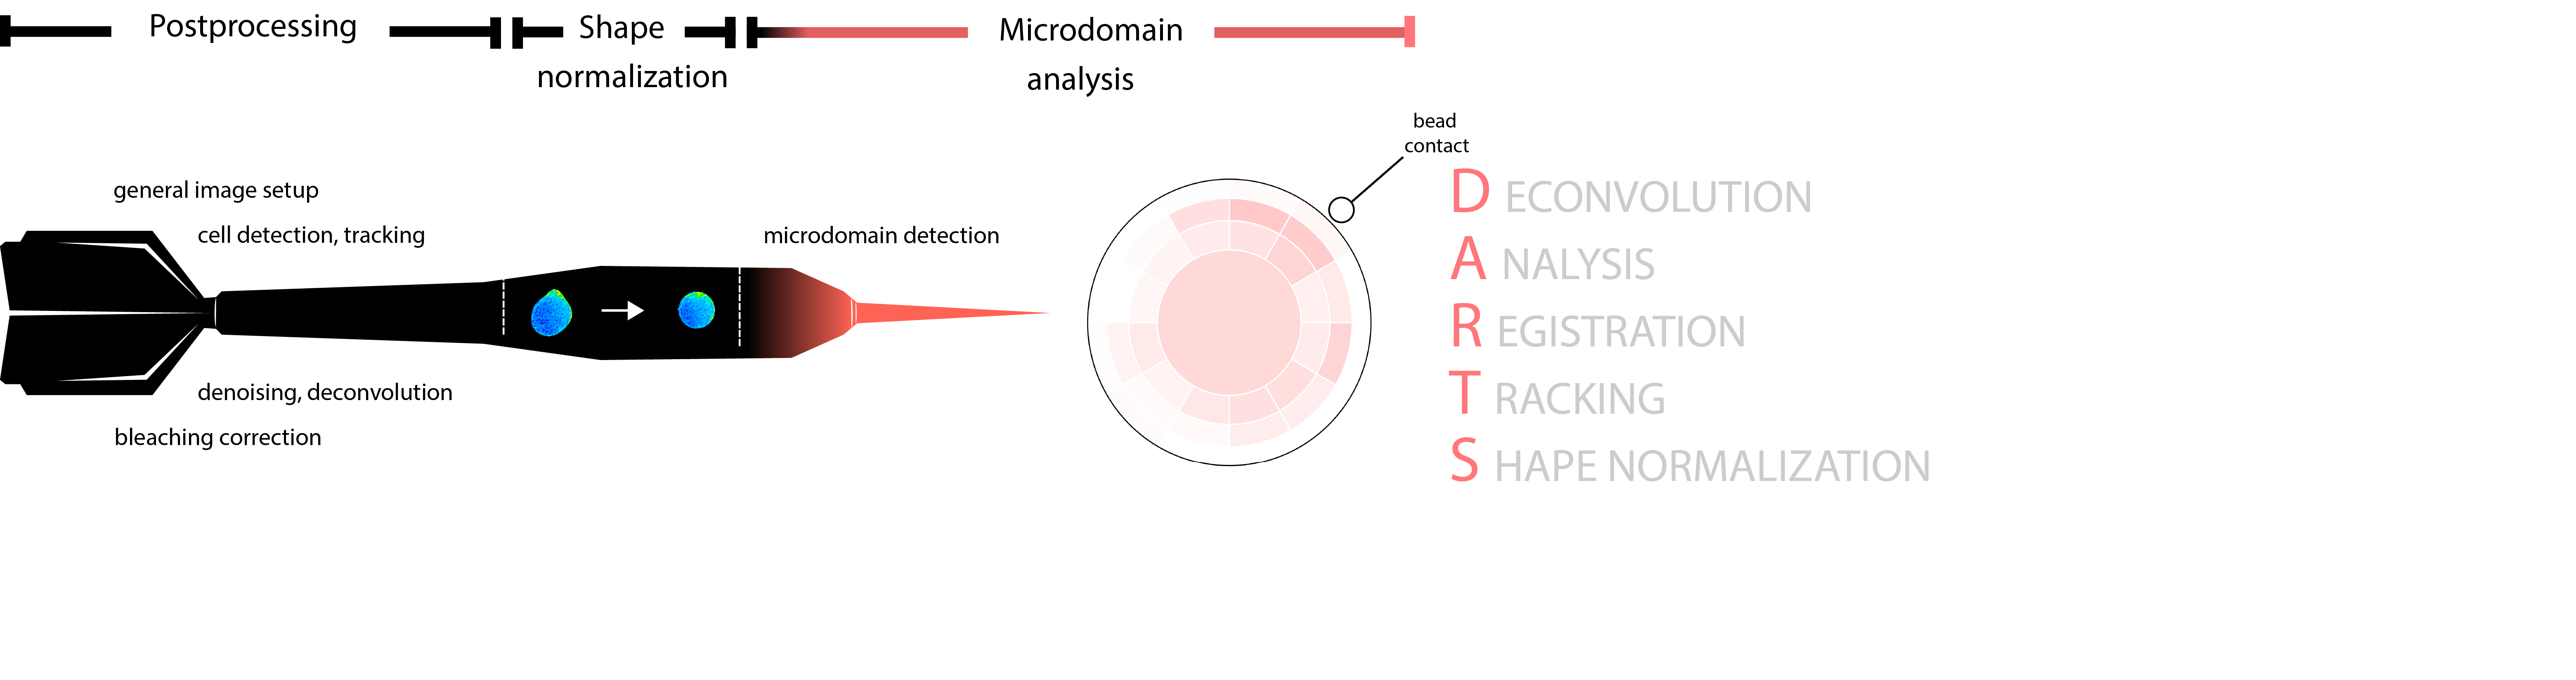 Postprocessing
Shape
normalization
Microdomain
analysis
bead
contact
general image setup
cell detection, tracking
microdomain detection
denoising, deconvolution
bleaching correction
D ECONVOLUTION
A NALYSIS
R EGISTRATION
T RACKING
S HAPE NORMALIZATION